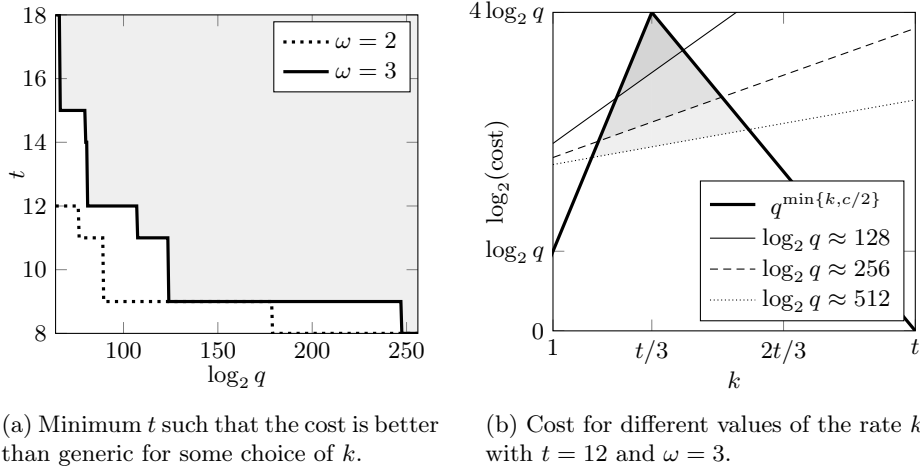 18
16
14
12
10
8
t
100
150
200
250
log₂ q
ω = 2
ω = 3
4 log₂ q
log₂ q
0
log₂(cost)
1
t/3
2t/3
t
k
q^{min{k,c/2}}
log₂ q ≈ 128
log₂ q ≈ 256
log₂ q ≈ 512
(a) Minimum t such that the cost is better
than generic for some choice of k.
(b) Cost for different values of the rate k
with t = 12 and ω = 3.